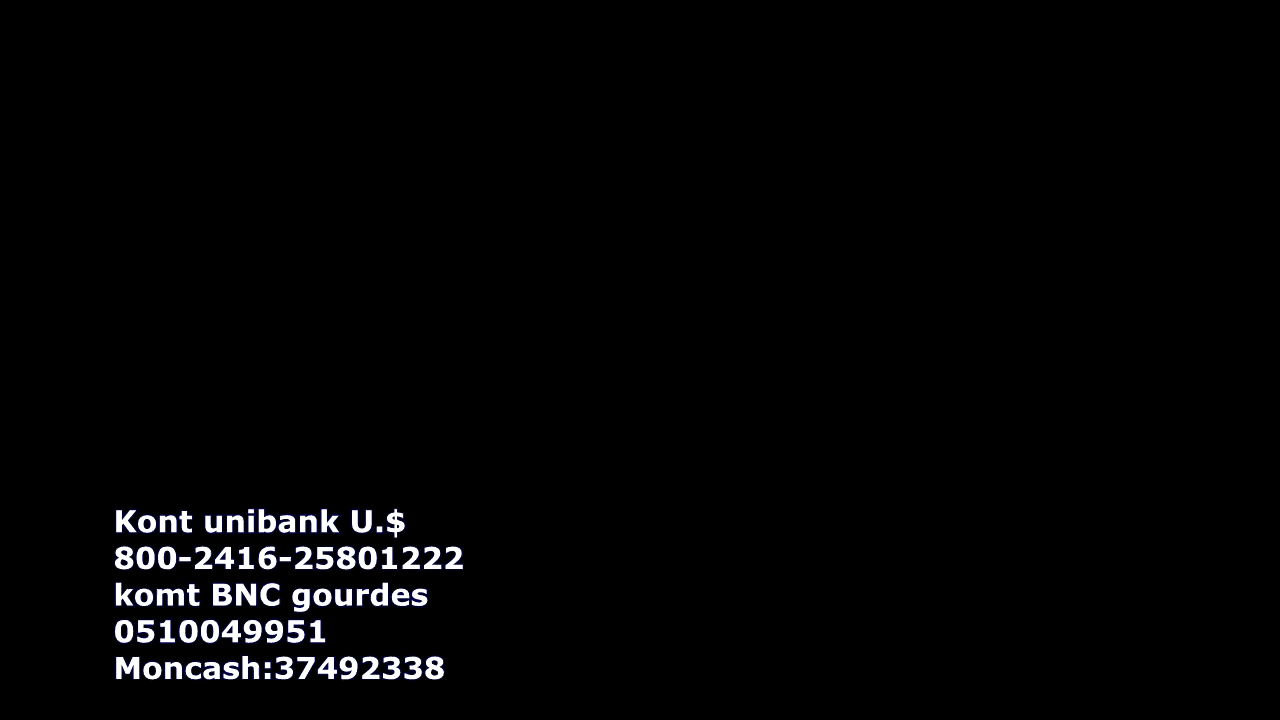 Kont unibank U.$
800-2416-25801222
komt BNC gourdes
0510049951
Moncash:37492338